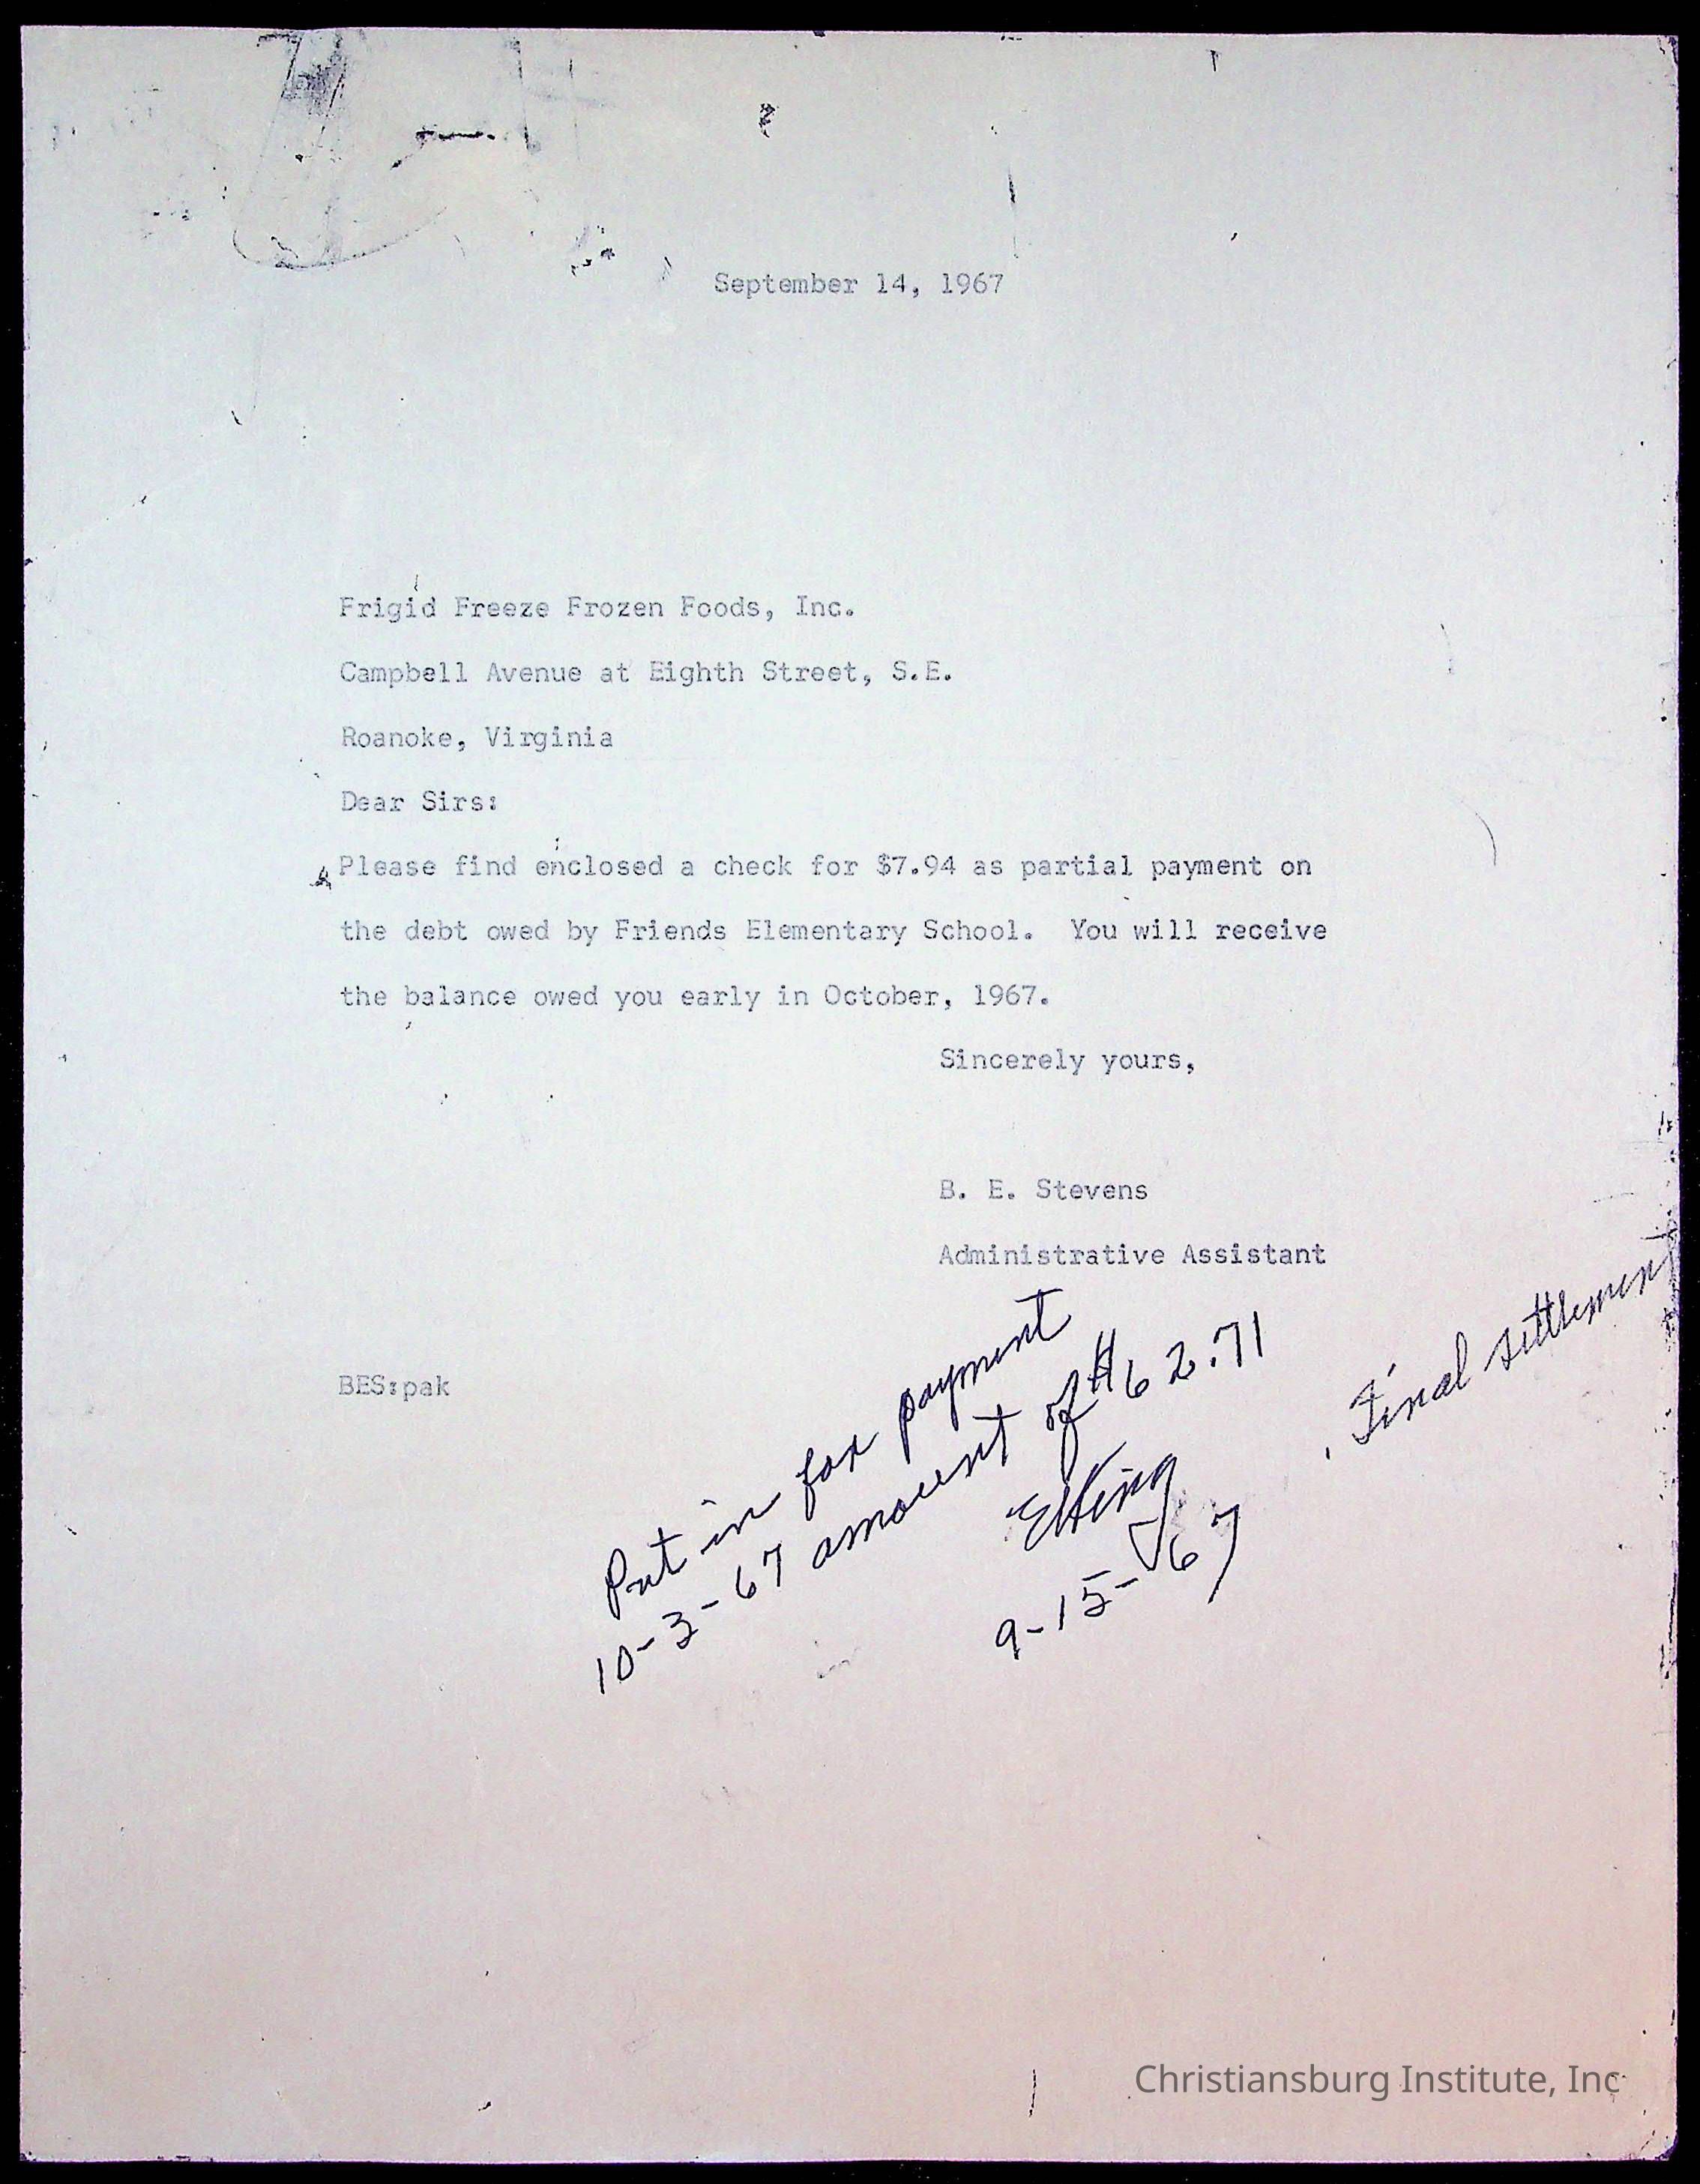 September 14, 1967
Frigid Freeze Frozen Foods, Inc.
Campbell Avenue at Eighth Street, S.E.
Roanoke, Virginia
Dear Sirs:
Please find enclosed a check for $7.94 as partial payment on
the debt owed by Friends Elementary School.  You will receive
the balance owed you early in October, 1967.
Sincerely yours,
B. E. Stevens
Administrative Assistant
BES:pak
Put in for payment
10-3-67 amount of $62.71
Final settlement
EKing
9-15-67
Christiansburg Institute, Inc